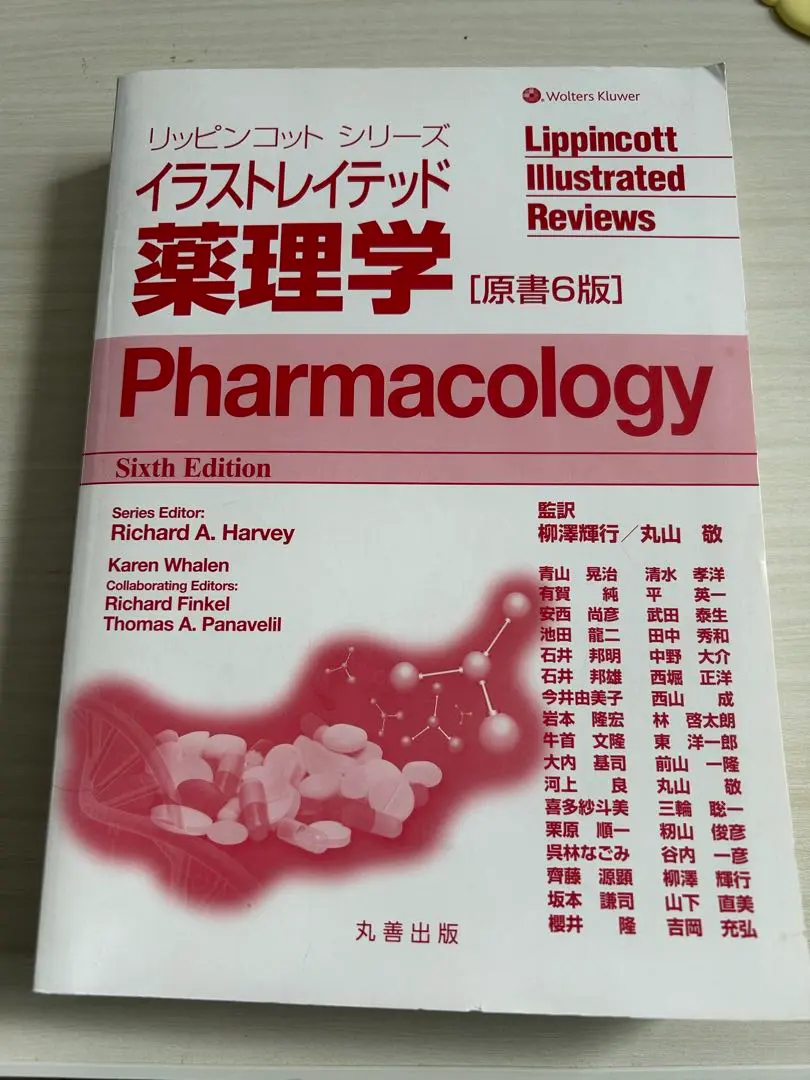 Wolters Kluwer
リッピンコット シリーズ
イラストレイテッド
薬理学 [原書6版]
Lippincott
Illustrated
Reviews
Pharmacology
Sixth Edition
Series Editor:
Richard A. Harvey
Karen Whalen
Collaborating Editors:
Richard Finkel
Thomas A. Panavelil
監訳
柳澤輝行／丸山 敬
青山 晃治 清水 孝洋
有賀 純 平 英一
安西 尚彦 武田 泰生
池田 龍二 田中 秀和
石井 邦明 中野 大介
石井 邦雄 西堀 正洋
今井由美子 西山 成
岩本 隆宏 林 啓太朗
牛首 文隆 東 洋一郎
大内 基司 前山 一隆
河上 良 丸山 敬
喜多紗斗美 三輪 聡一
栗原 順一 籾山 俊彦
呉林なごみ 谷内 一彦
齊藤 源顕 柳澤 輝行
坂本 謙司 山下 直美
櫻井 隆 吉岡 充弘
丸善出版